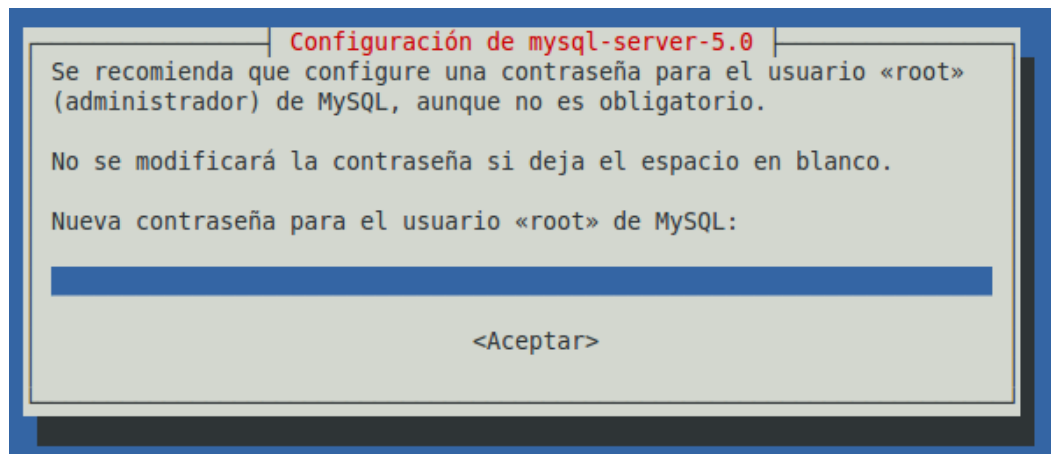 Configuración de mysql-server-5.0
Se recomienda que configure una contraseña para el usuario «root»
(administrador) de MySQL, aunque no es obligatorio.
No se modificará la contraseña si deja el espacio en blanco.
Nueva contraseña para el usuario «root» de MySQL:
<Aceptar>